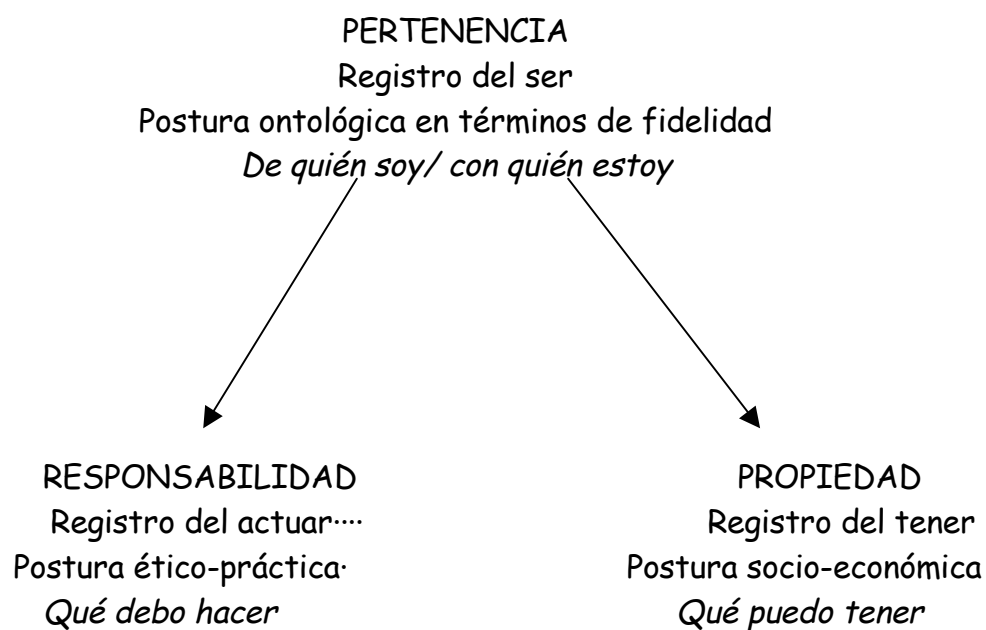 PERTENENCIA
Registro del ser
Postura ontológica en términos de fidelidad
De quién soy/ con quién estoy
RESPONSABILIDAD
Registro del actuar····
Postura ético-práctica·
Qué debo hacer
PROPIEDAD
Registro del tener
Postura socio-económica
Qué puedo tener